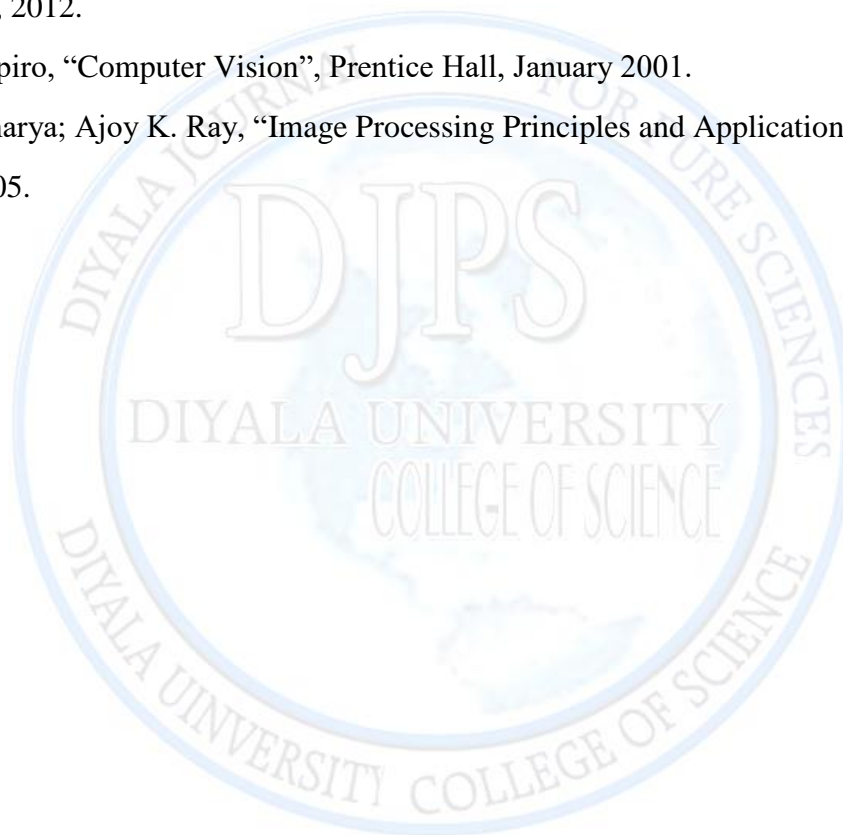 , 2012.
piro, “Computer Vision”, Prentice Hall, January 2001.
arya; Ajoy K. Ray, “Image Processing Principles and Application
05.
DIYALA JOURNAL FOR PURE SCIENCES
DJPS
DIYALA UNIVERSITY
COLLEGE OF SCIENCE
DIYALA UINVERSITY COLLEGE OF SCIENCE